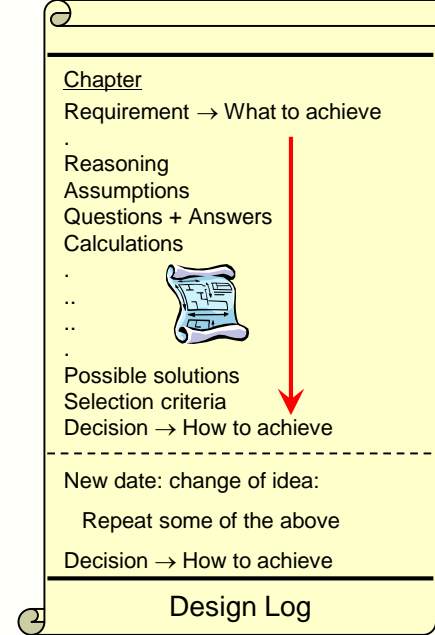 Chapter
Requirement → What to achieve
.
Reasoning
Assumptions
Questions + Answers
Calculations
.
..
..
.
Possible solutions
Selection criteria
Decision → How to achieve
New date: change of idea:
Repeat some of the above
Decision → How to achieve
Design Log